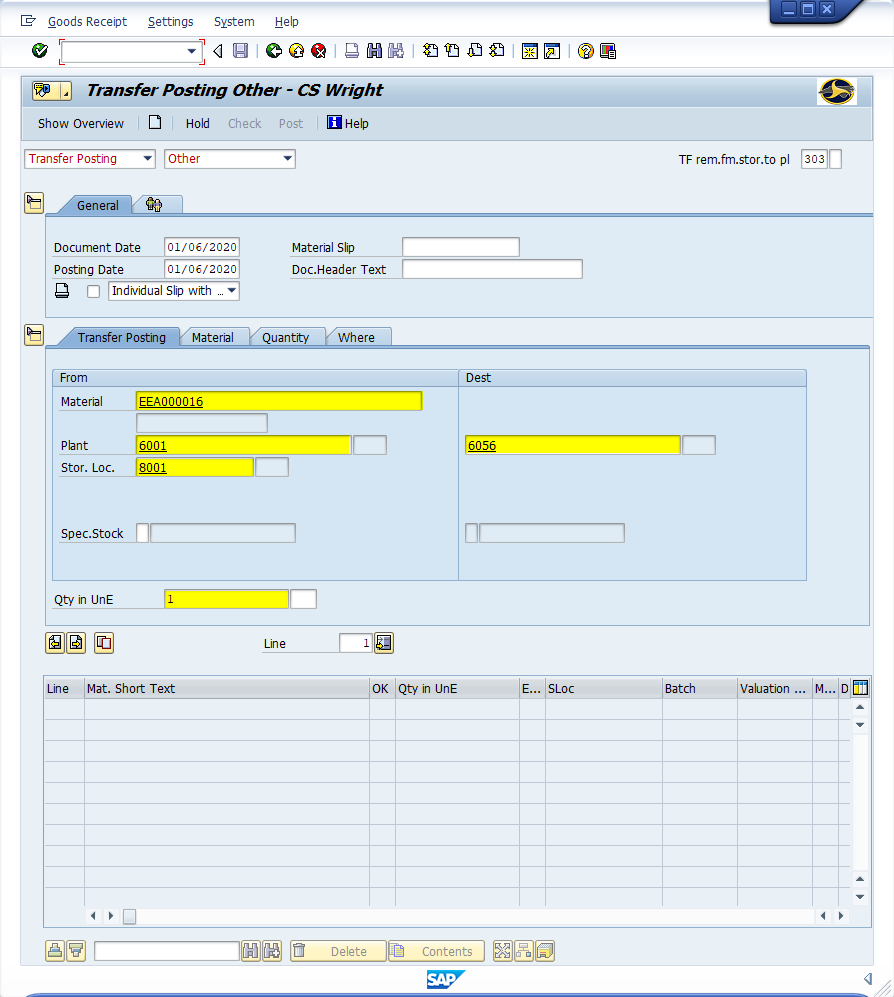 Goods Receipt Settings System Help
Transfer Posting Other - CS Wright
Show Overview Hold Check Post Help
Transfer Posting Other TF rem.fm.stor.to pl 303
General
Document Date 01/06/2020 Material Slip
Posting Date 01/06/2020 Doc.Header Text
Individual Slip with ...
Transfer Posting Material Quantity Where
From Dest
Material EEA000016
Plant 6001 6056
Stor. Loc. 8001
Spec.Stock
Qty in UnE 1
Line 1
Line Mat. Short Text OK Qty in UnE E... SLoc Batch Valuation ... M... D
Delete Contents
SAP